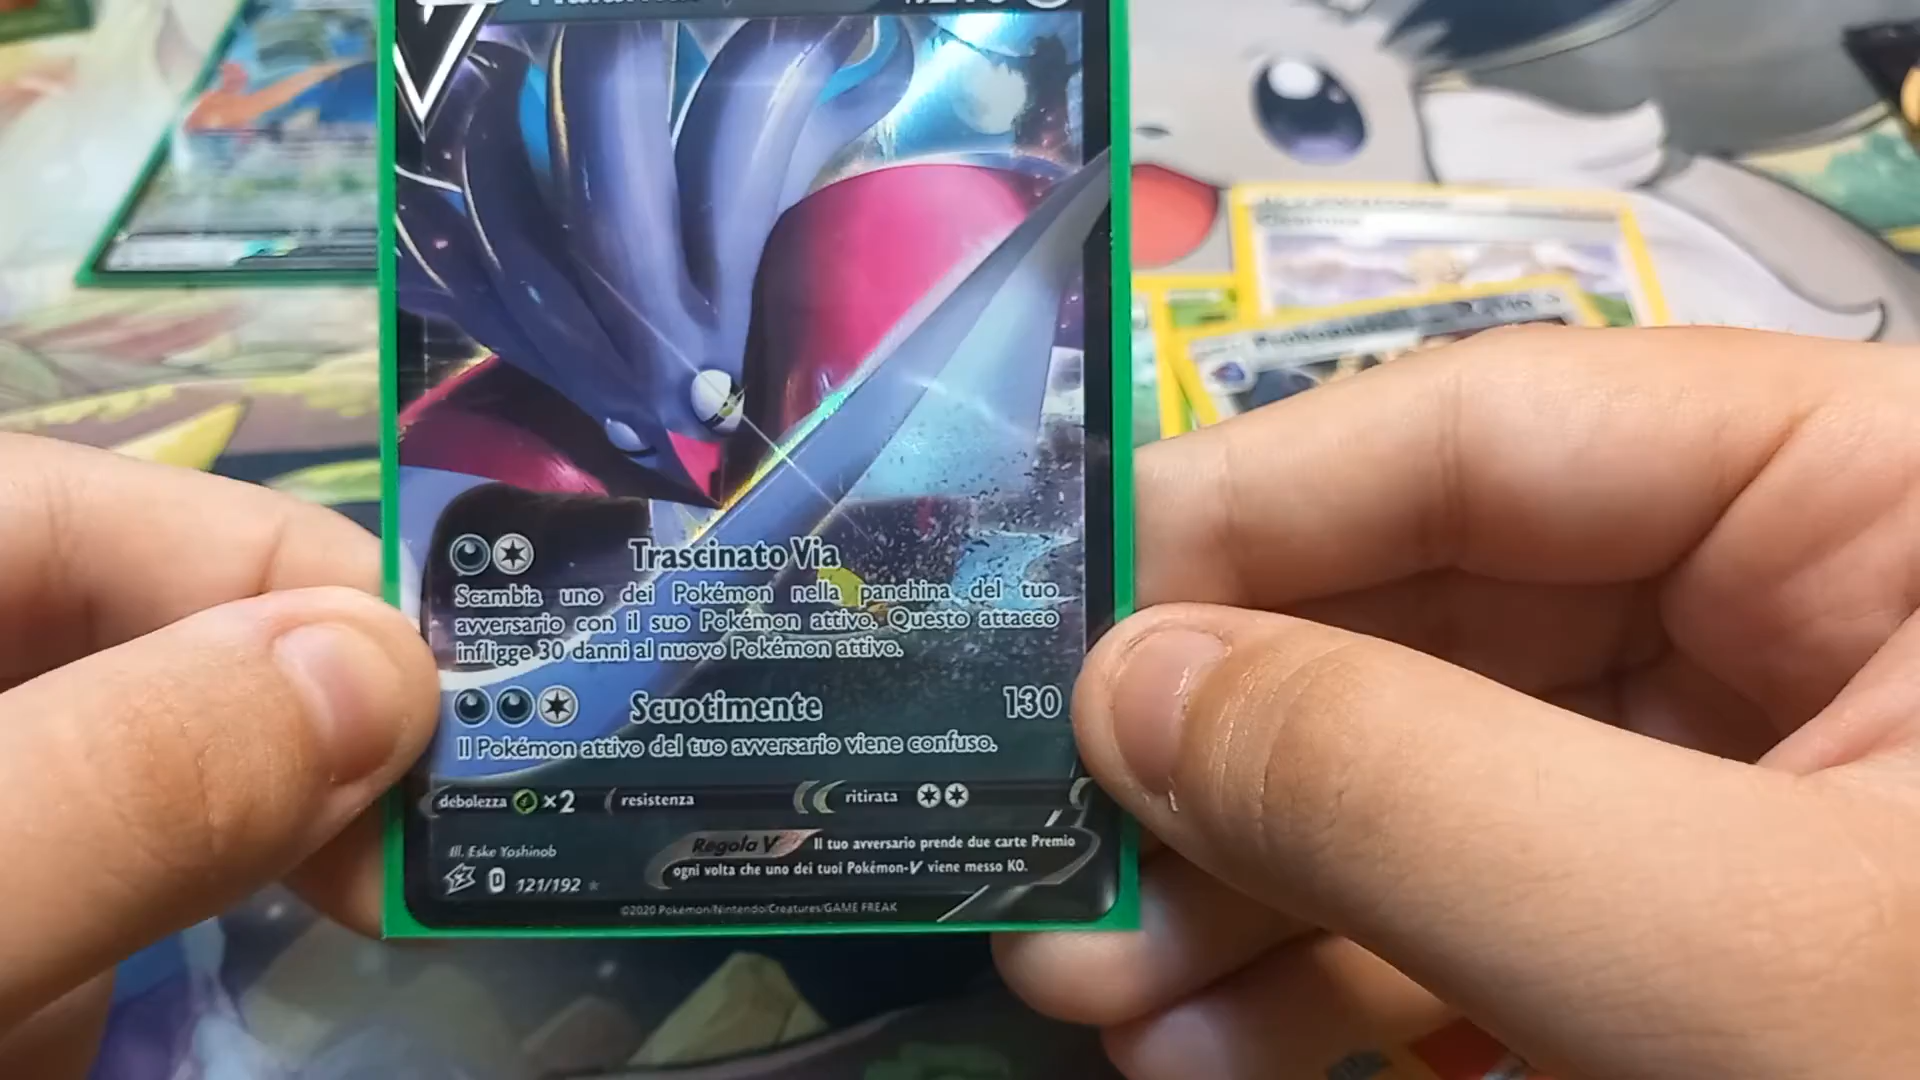 Trascinato Via
Scambia uno dei Pokémon nella panchina del tuo
avversario con il suo Pokémon attivo. Questo attacco
infligge 30 danni al nuovo Pokémon attivo.
Scuotimente 130
Il Pokémon attivo del tuo avversario viene confuso.
debolezza ×2 resistenza ritirata
Regola V Il tuo avversario prende due carte Premio
ogni volta che uno dei tuoi Pokémon-V viene messo KO.
Ill. Eske Yoshinob
D 121/192
©2020 Pokémon/Nintendo/Creatures/GAME FREAK